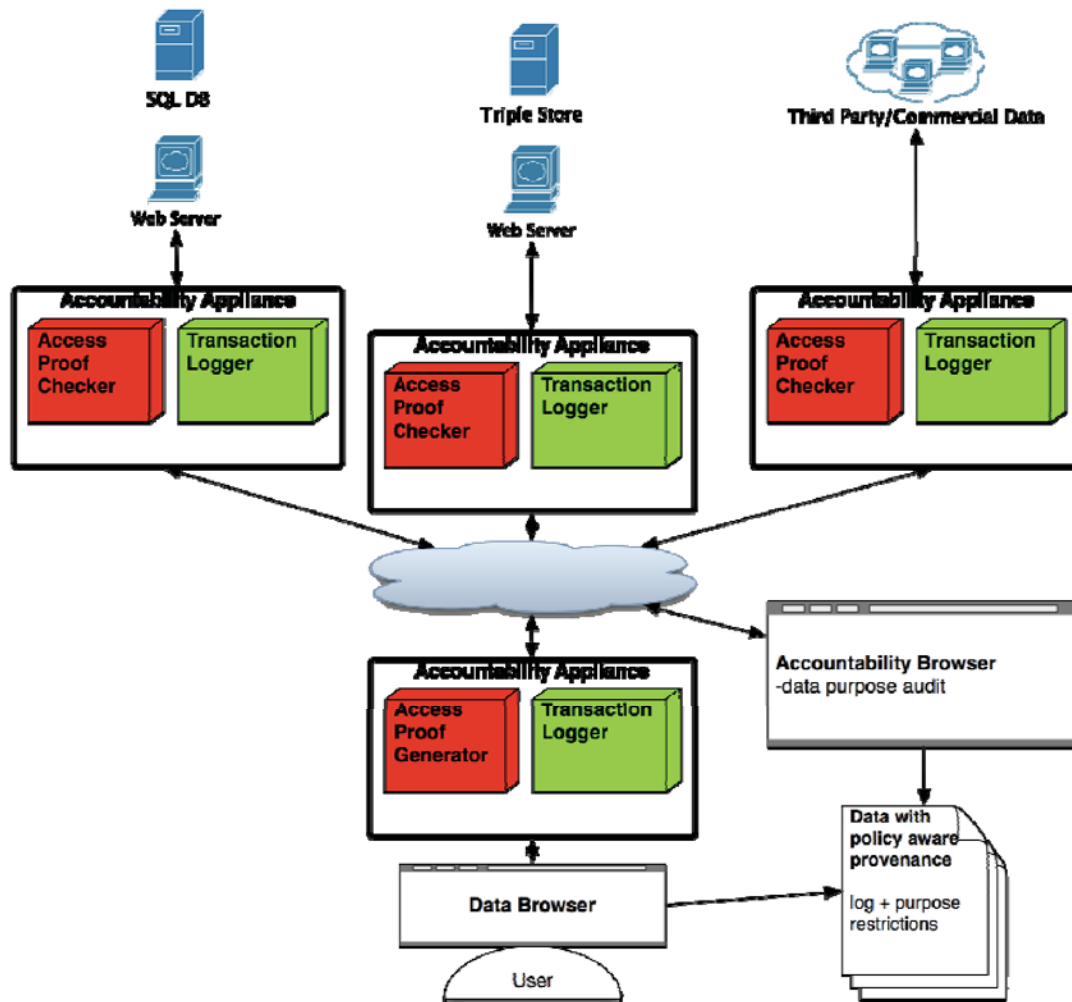 SQL DB
Triple Store
Third Party/Commercial Data
Web Server
Web Server
Accountability Appliance
Access
Proof
Checker
Transaction
Logger
Accountability Appliance
Access
Proof
Checker
Transaction
Logger
Accountability Appliance
Access
Proof
Checker
Transaction
Logger
Accountability Appliance
Access
Proof
Generator
Transaction
Logger
Accountability Browser
-data purpose audit
Data with
policy aware
provenance
log + purpose
restrictions
Data Browser
User